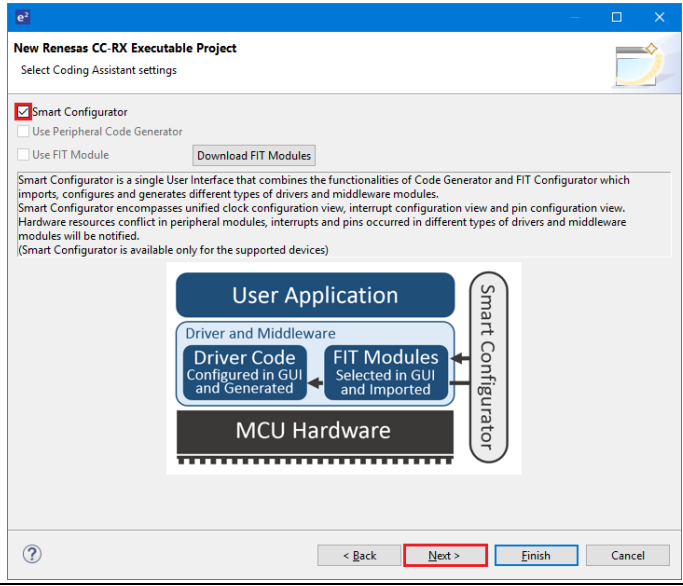 e²
New Renesas CC-RX Executable Project
Select Coding Assistant settings
Smart Configurator
Use Peripheral Code Generator
Use FIT Module
Download FIT Modules
Smart Configurator is a single User Interface that combines the functionalities of Code Generator and FIT Configurator which
imports, configures and generates different types of drivers and middleware modules.
Smart Configurator encompasses unified clock configuration view, interrupt configuration view and pin configuration view.
Hardware resources conflict in peripheral modules, interrupts and pins occurred in different types of drivers and middleware
modules will be notified.
(Smart Configurator is available only for the supported devices)
User Application
Driver and Middleware
Driver Code
Configured in GUI
and Generated
FIT Modules
Selected in GUI
and Imported
MCU Hardware
Smart Configurator
?
< Back
Next >
Finish
Cancel